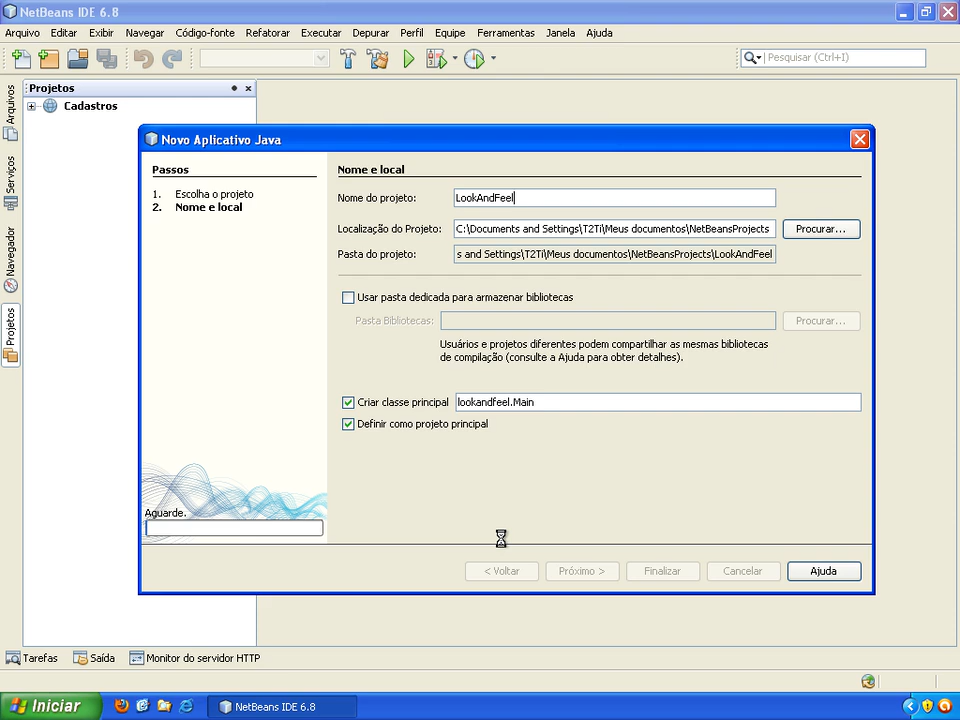 NetBeans IDE 6.8
Arquivo Editar Exibir Navegar Código-fonte Refatorar Executar Depurar Perfil Equipe Ferramentas Janela Ajuda
Pesquisar (Ctrl+I)
Projetos
Cadastros
Arquivos
Serviços
Navegador
Projetos
Novo Aplicativo Java
Passos
1. Escolha o projeto
2. Nome e local
Aguarde.
Nome e local
Nome do projeto: LookAndFeel
Localização do Projeto: C:\Documents and Settings\T2Ti\Meus documentos\NetBeansProjects Procurar...
Pasta do projeto: s and Settings\T2Ti\Meus documentos\NetBeansProjects\LookAndFeel
Usar pasta dedicada para armazenar bibliotecas
Pasta Bibliotecas: Procurar...
Usuários e projetos diferentes podem compartilhar as mesmas bibliotecas
de compilação (consulte a Ajuda para obter detalhes).
Criar classe principal lookandfeel.Main
Definir como projeto principal
< Voltar Próximo > Finalizar Cancelar Ajuda
Tarefas Saída Monitor do servidor HTTP
Iniciar NetBeans IDE 6.8